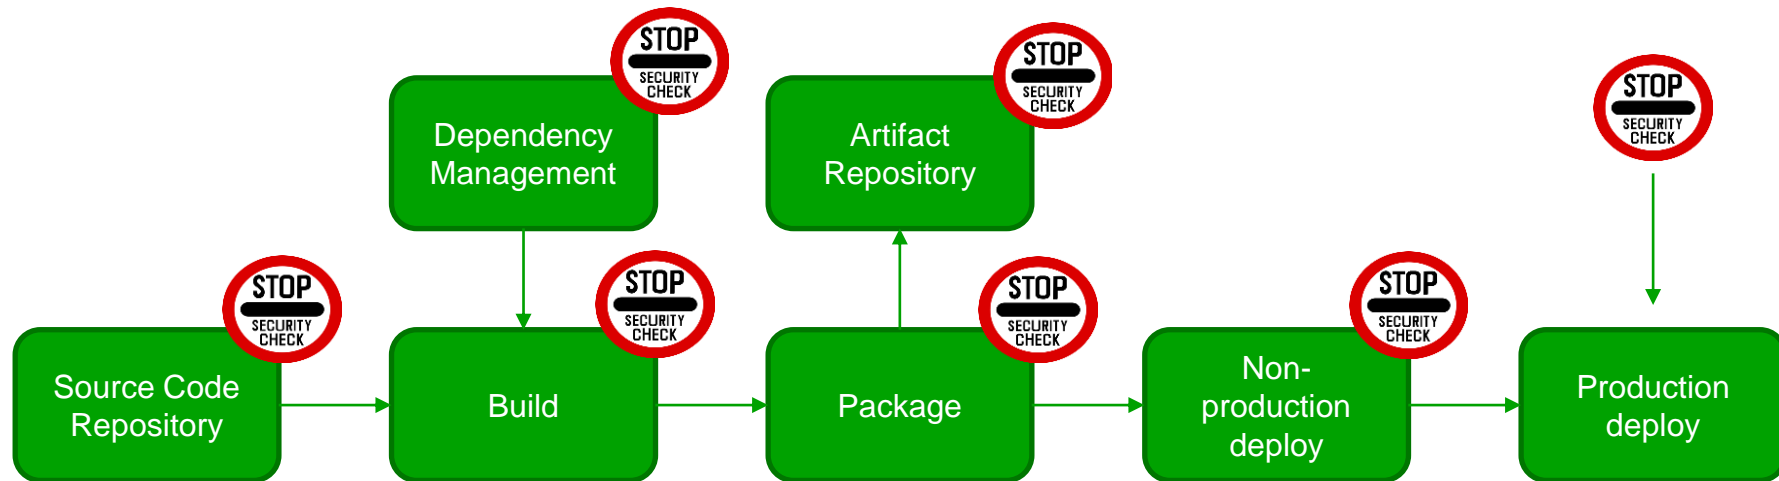 STOP
SECURITY
CHECK
Dependency
Management
STOP
SECURITY
CHECK
Artifact
Repository
STOP
SECURITY
CHECK
STOP
SECURITY
CHECK
Source Code
Repository
STOP
SECURITY
CHECK
Build
STOP
SECURITY
CHECK
Package
STOP
SECURITY
CHECK
Non-
production
deploy
Production
deploy